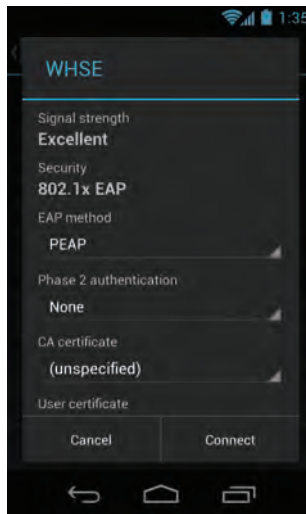 1:35
WHSE
Signal strength
Excellent
Security
802.1x EAP
EAP method
PEAP
Phase 2 authentication
None
CA certificate
(unspecified)
User certificate
Cancel Connect